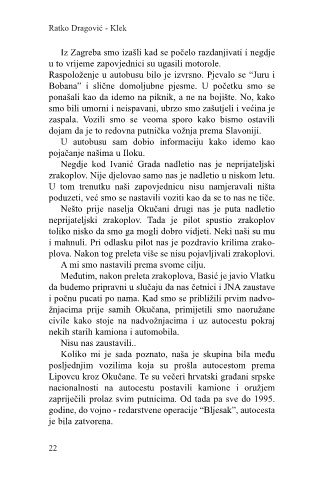 Ratko Dragović - Klek
Iz Zagreba smo izašli kad se počelo razdanjivati i negdje
u to vrijeme zapovjednici su ugasili motorole.
Raspoloženje u autobusu bilo je izvrsno. Pjevalo se “Juru i
Bobana” i slične domoljubne pjesme. U početku smo se
ponašali kao da idemo na piknik, a ne na bojište. No, kako
smo bili umorni i neispavani, ubrzo smo zašutjeli i većina je
zaspala. Vozili smo se veoma sporo kako bismo ostavili
dojam da je to redovna putnička vožnja prema Slavoniji.
U autobusu sam dobio informaciju kako idemo kao
pojačanje našima u Iloku.
Negdje kod Ivanić Grada nadletio nas je neprijateljski
zrakoplov. Nije djelovao samo nas je nadletio u niskom letu.
U tom trenutku naši zapovjednicu nisu namjeravali ništa
poduzeti, već smo se nastavili voziti kao da se to nas ne tiče.
Nešto prije naselja Okučani drugi nas je puta nadletio
neprijateljski zrakoplov. Tada je pilot spustio zrakoplov
toliko nisko da smo ga mogli dobro vidjeti. Neki naši su mu
i mahnuli. Pri odlasku pilot nas je pozdravio krilima zrako-
plova. Nakon tog preleta više se nisu pojavljivali zrakoplovi.
A mi smo nastavili prema svome cilju.
Međutim, nakon preleta zrakoplova, Basić je javio Vlatku
da budemo pripravni u slučaju da nas četnici i JNA zaustave
i počnu pucati po nama. Kad smo se približili prvim nadvo-
žnjacima prije samih Okučana, primijetili smo naoružane
civile kako stoje na nadvožnjacima i uz autocestu pokraj
nekih starih kamiona i automobila.
Nisu nas zaustavili..
Koliko mi je sada poznato, naša je skupina bila među
posljednjim vozilima koja su prošla autocestom prema
Lipovcu kroz Okučane. Te su večeri hrvatski građani srpske
nacionalnosti na autocestu postavili kamione i oružjem
zapriječili prolaz svim putnicima. Od tada pa sve do 1995.
godine, do vojno - redarstvene operacije “Bljesak”, autocesta
je bila zatvorena.
22